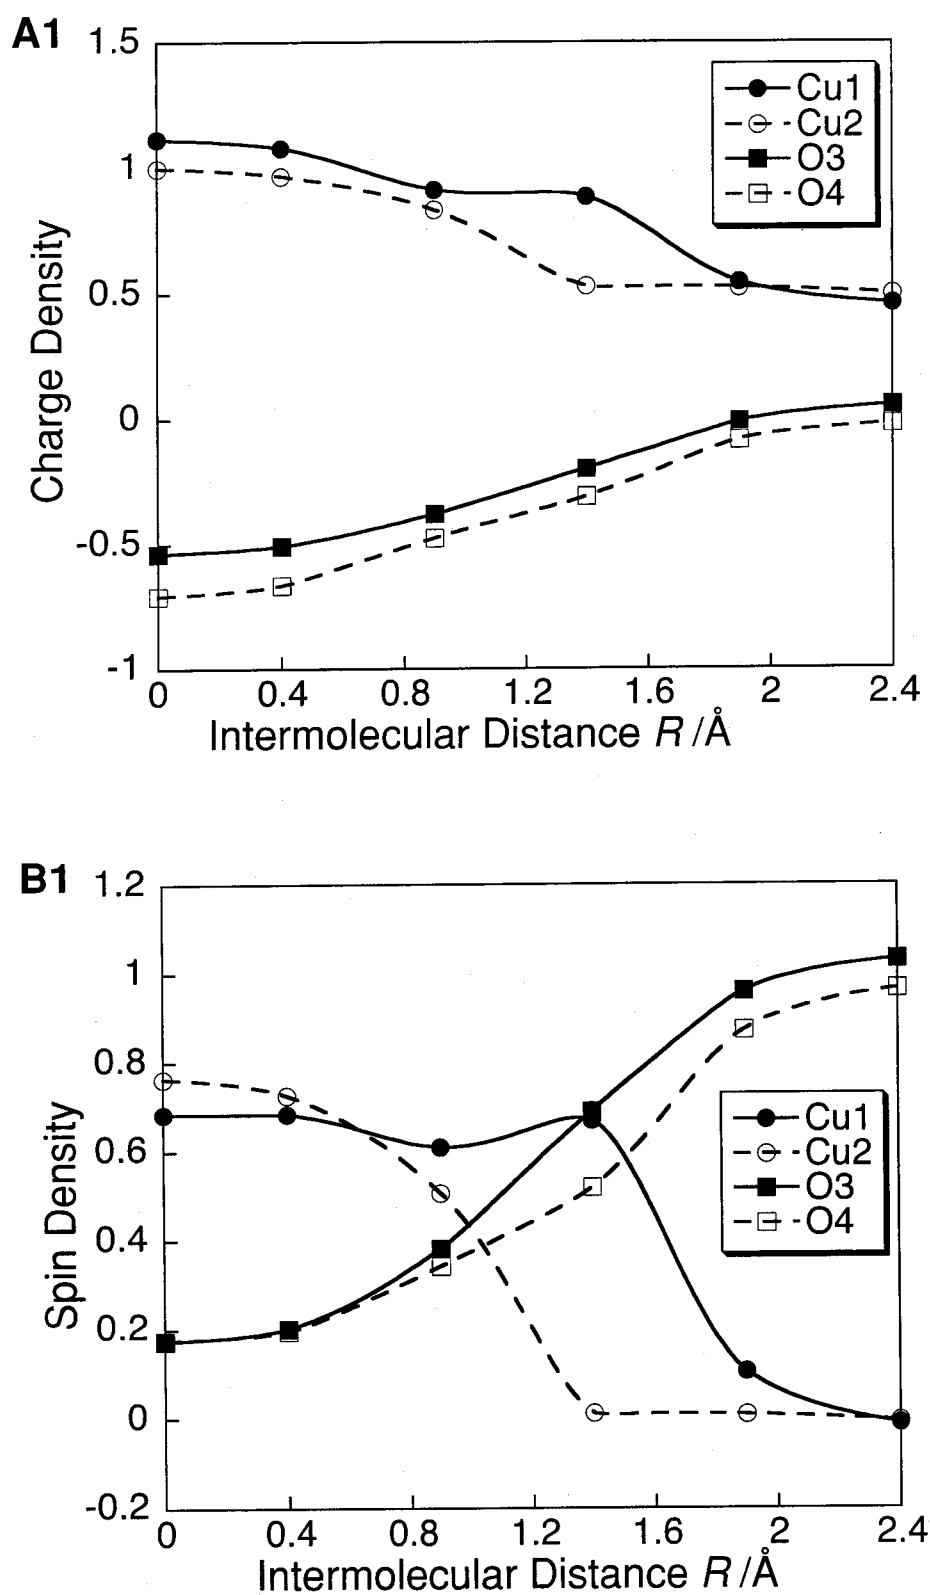 A1
1.5
1
0.5
0
-0.5
-1
Charge Density
Cu1
Cu2
O3
O4
0 0.4 0.8 1.2 1.6 2 2.4
Intermolecular Distance R /Å
B1
1.2
1
0.8
0.6
0.4
0.2
0
-0.2
Spin Density
Cu1
Cu2
O3
O4
0 0.4 0.8 1.2 1.6 2 2.4
Intermolecular Distance R /Å